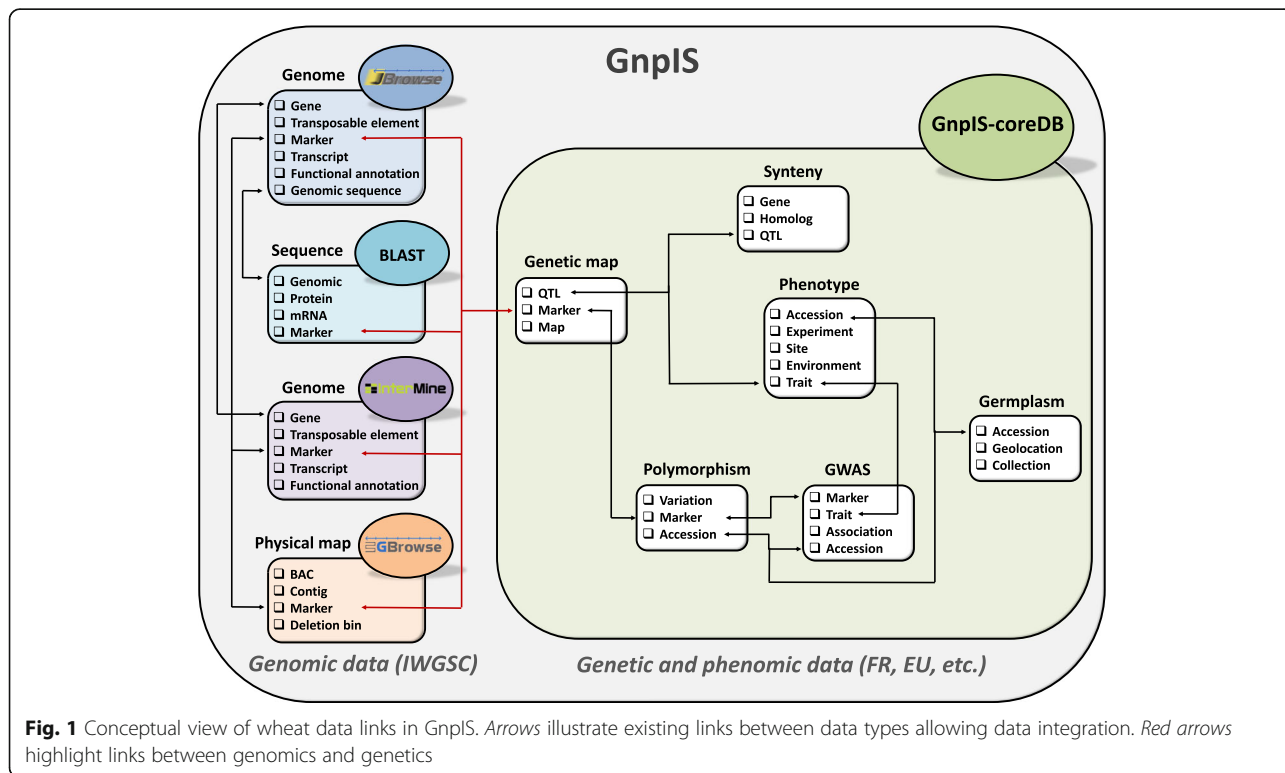 GnpIS
Genome
JBrowse
❑ Gene
❑ Transposable element
❑ Marker
❑ Transcript
❑ Functional annotation
❑ Genomic sequence
Sequence
BLAST
❑ Genomic
❑ Protein
❑ mRNA
❑ Marker
Genome
InterMine
❑ Gene
❑ Transposable element
❑ Marker
❑ Transcript
❑ Functional annotation
Physical map
GBrowse
❑ BAC
❑ Contig
❑ Marker
❑ Deletion bin
Genomic data (IWGSC)
GnpIS-coreDB
Synteny
❑ Gene
❑ Homolog
❑ QTL
Genetic map
❑ QTL
❑ Marker
❑ Map
Phenotype
❑ Accession
❑ Experiment
❑ Site
❑ Environment
❑ Trait
Germplasm
❑ Accession
❑ Geolocation
❑ Collection
Polymorphism
❑ Variation
❑ Marker
❑ Accession
GWAS
❑ Marker
❑ Trait
❑ Association
❑ Accession
Genetic and phenomic data (FR, EU, etc.)
Fig. 1 Conceptual view of wheat data links in GnpIS. Arrows illustrate existing links between data types allowing data integration. Red arrows
highlight links between genomics and genetics